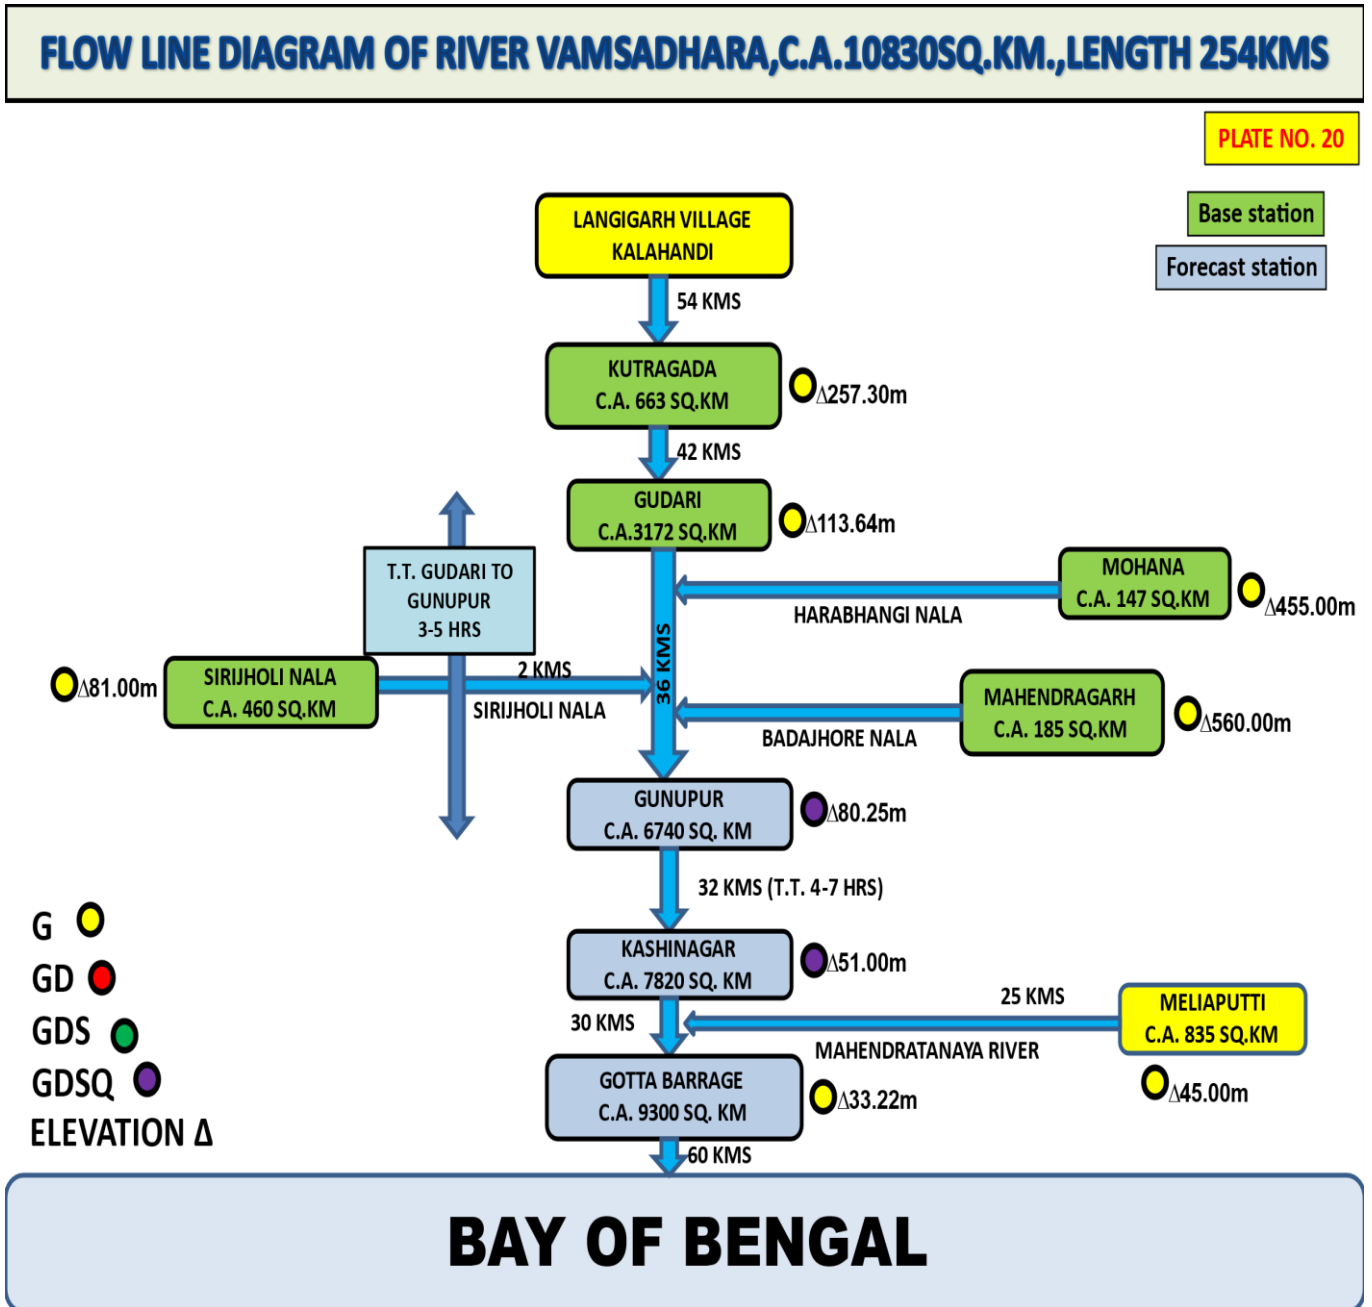 FLOW LINE DIAGRAM OF RIVER VAMSADHARA,C.A.10830SQ.KM.,LENGTH 254KMS
PLATE NO. 20
Base station
Forecast station
LANGIGARH VILLAGE
KALAHANDI
54 KMS
KUTRAGADA
C.A. 663 SQ.KM
Δ257.30m
42 KMS
GUDARI
C.A.3172 SQ.KM
Δ113.64m
T.T. GUDARI TO
GUNUPUR
3-5 HRS
36 KMS
MOHANA
C.A. 147 SQ.KM
Δ455.00m
HARABHANGI NALA
Δ81.00m
SIRIJHOLI NALA
C.A. 460 SQ.KM
2 KMS
SIRIJHOLI NALA
MAHENDRAGARH
C.A. 185 SQ.KM
Δ560.00m
BADAJHORE NALA
GUNUPUR
C.A. 6740 SQ. KM
Δ80.25m
32 KMS (T.T. 4-7 HRS)
KASHINAGAR
C.A. 7820 SQ. KM
Δ51.00m
30 KMS
25 KMS
MAHENDRATANAYA RIVER
MELIAPUTTI
C.A. 835 SQ.KM
Δ45.00m
GOTTA BARRAGE
C.A. 9300 SQ. KM
Δ33.22m
60 KMS
G
GD
GDS
GDSQ
ELEVATION Δ
BAY OF BENGAL